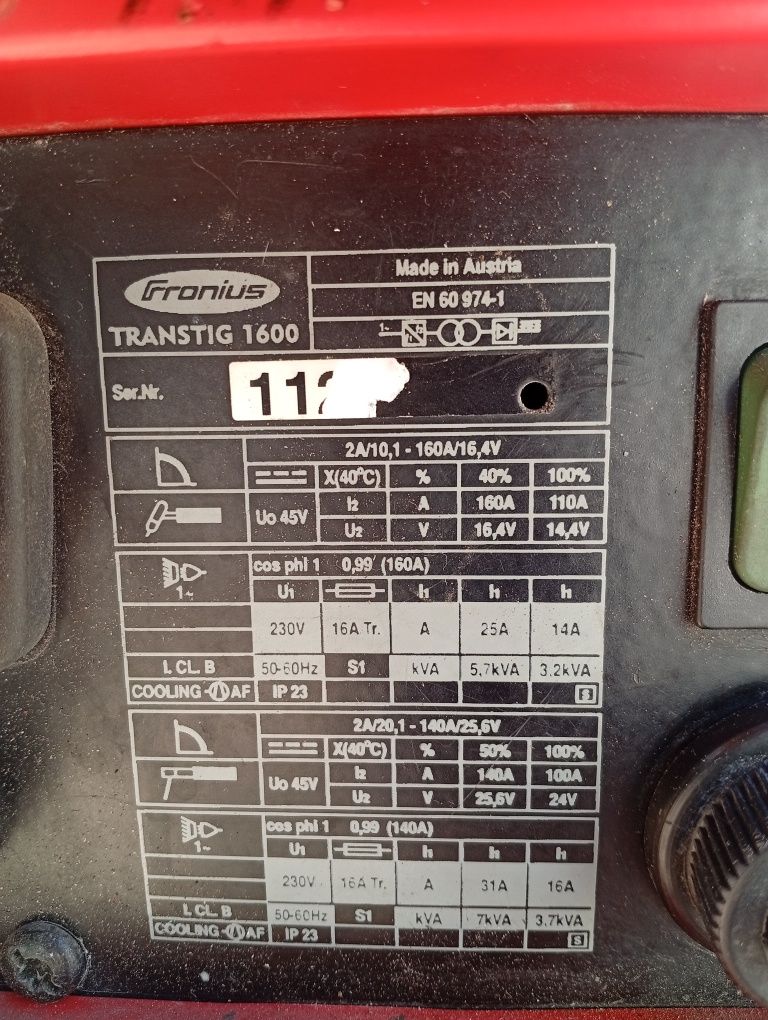 Fronius
TRANSTIG 1600
Made in Austria
EN 60 974-1
1~
Ser.Nr.
112
2A/10,1 - 160A/16,4V
X(40°C) % 40% 100%
Uo 45V I2 A 160A 110A
U2 V 16,4V 14,4V
1~
cos phi 1 0,99 (160A)
U1 I1 I1 I1
230V 16A Tr. A 25A 14A
I. CL. B 50-60Hz S1 kVA 5.7kVA 3.2kVA
COOLING AF IP 23 S
2A/20,1 - 140A/25,6V
X(40°C) % 50% 100%
Uo 45V I2 A 140A 100A
U2 V 25,6V 24V
1~
cos phi 1 0,99 (140A)
U1 I1 I1 I1
230V 16A Tr. A 31A 16A
I. CL. B 50-60Hz S1 kVA 7kVA 3.7kVA
COOLING AF IP 23 S